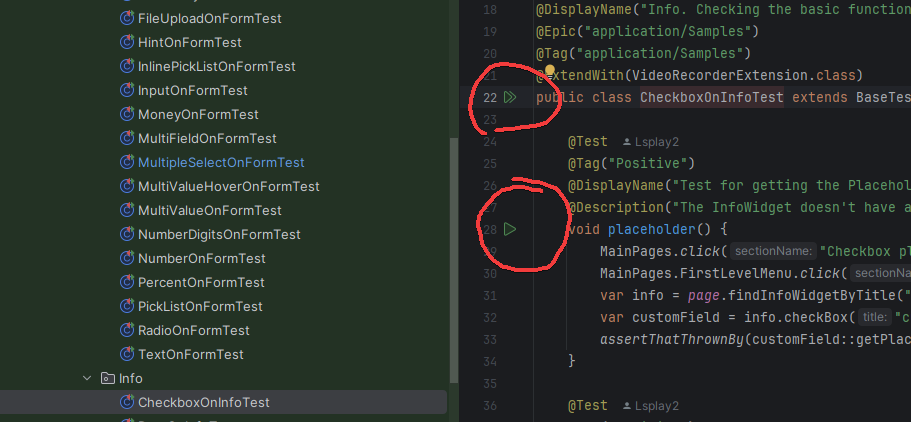 FileUploadOnFormTest
HintOnFormTest
InlinePickListOnFormTest
InputOnFormTest
MoneyOnFormTest
MultiFieldOnFormTest
MultipleSelectOnFormTest
MultiValueHoverOnFormTest
MultiValueOnFormTest
NumberDigitsOnFormTest
NumberOnFormTest
PercentOnFormTest
PickListOnFormTest
RadioOnFormTest
TextOnFormTest
Info
CheckboxOnInfoTest
18 @DisplayName("Info. Checking the basic function
19 @Epic("application/Samples")
20 @Tag("application/Samples")
21 @ExtendWith(VideoRecorderExtension.class)
22 public class CheckboxOnInfoTest extends BaseTes
23
24 @Test Lsplay2
25 @Tag("Positive")
26 @DisplayName("Test for getting the Placehol
27 @Description("The InfoWidget doesn't have a
28 void placeholder() {
29 MainPages.click( sectionName: "Checkbox pl
30 MainPages.FirstLevelMenu.click( sectionNa
31 var info = page.findInfoWidgetByTitle("
32 var customField = info.checkBox( title: "c
33 assertThatThrownBy(customField::getPlac
34 }
35
36 @Test Lsplay2